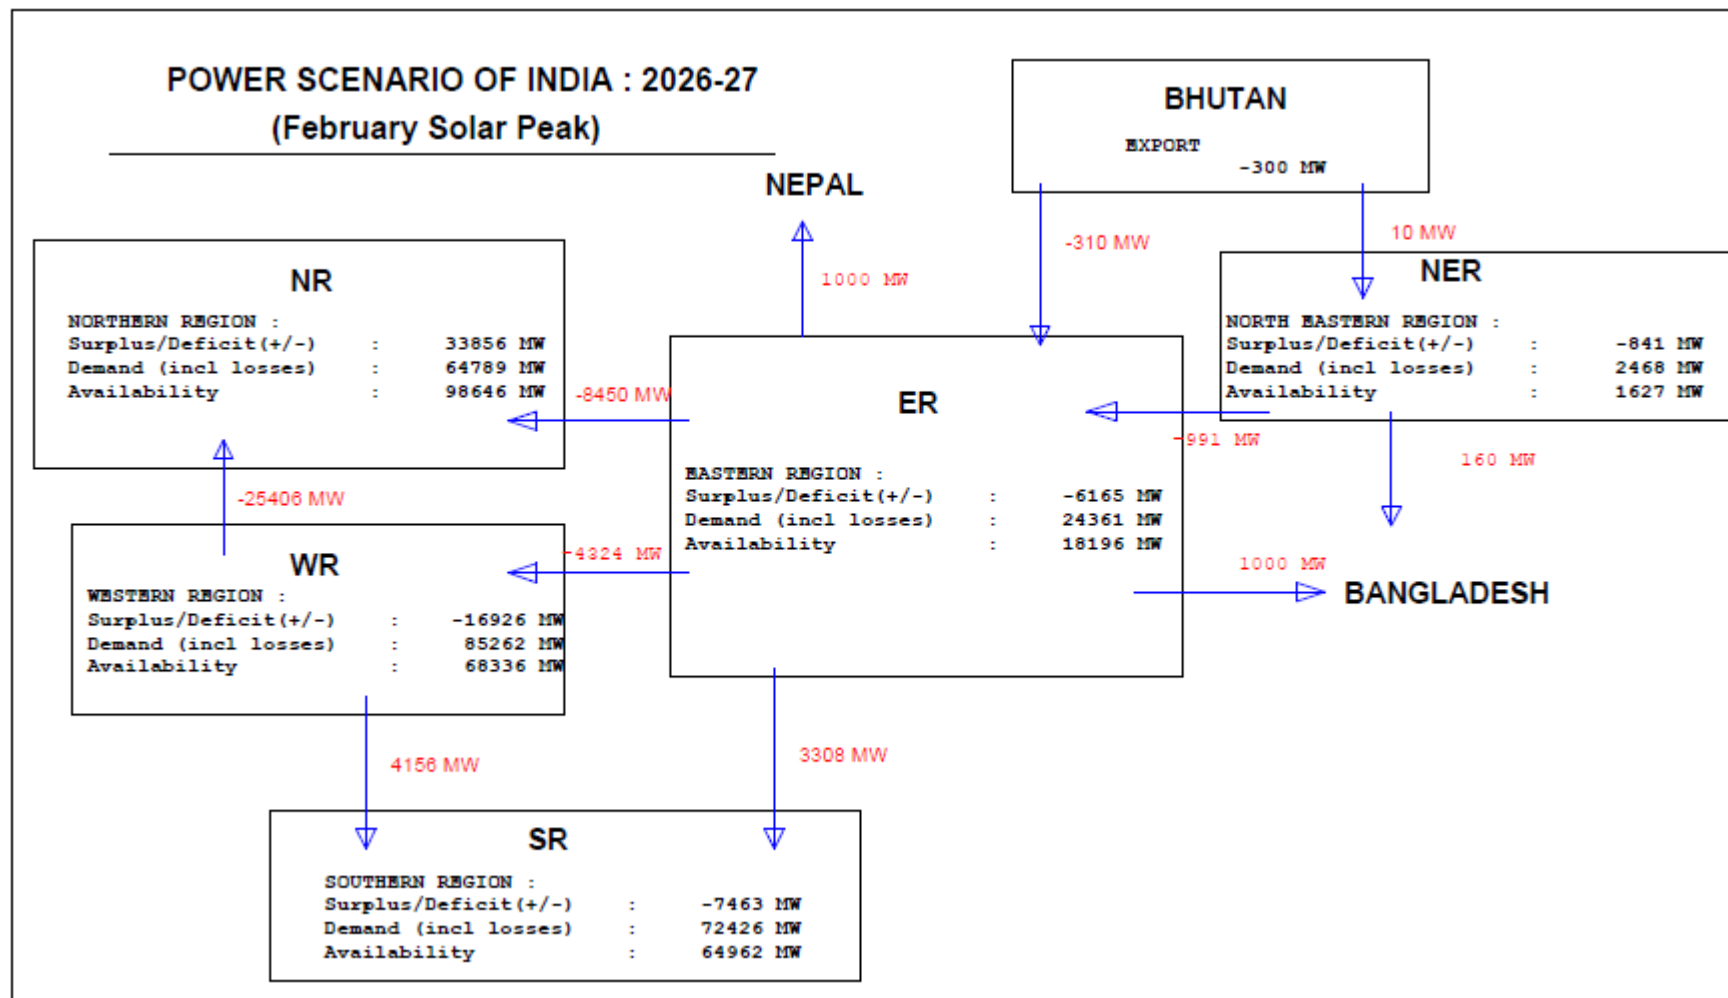 POWER SCENARIO OF INDIA : 2026-27
(February Solar Peak)
BHUTAN
EXPORT
-300 MW
NEPAL
1000 MW
-310 MW
10 MW
NR
NORTHERN REGION :
Surplus/Deficit(+/-) : 33856 MW
Demand (incl losses) : 64789 MW
Availability : 98646 MW
-8450 MW
NER
NORTH EASTERN REGION :
Surplus/Deficit(+/-) : -841 MW
Demand (incl losses) : 2468 MW
Availability : 1627 MW
-991 MW
160 MW
ER
EASTERN REGION :
Surplus/Deficit(+/-) : -6165 MW
Demand (incl losses) : 24361 MW
Availability : 18196 MW
-25406 MW
-4324 MW
1000 MW
BANGLADESH
WR
WESTERN REGION :
Surplus/Deficit(+/-) : -16926 MW
Demand (incl losses) : 85262 MW
Availability : 68336 MW
4156 MW
3308 MW
SR
SOUTHERN REGION :
Surplus/Deficit(+/-) : -7463 MW
Demand (incl losses) : 72426 MW
Availability : 64962 MW